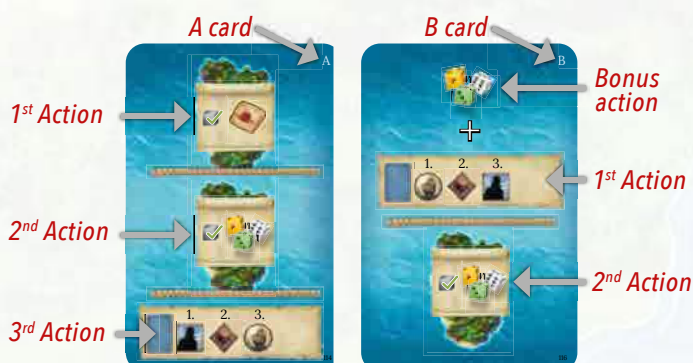 A card
B card
A
B
1st Action
Bonus action
+
1. 2. 3.
1st Action
2nd Action
2nd Action
3rd Action
1. 2. 3.